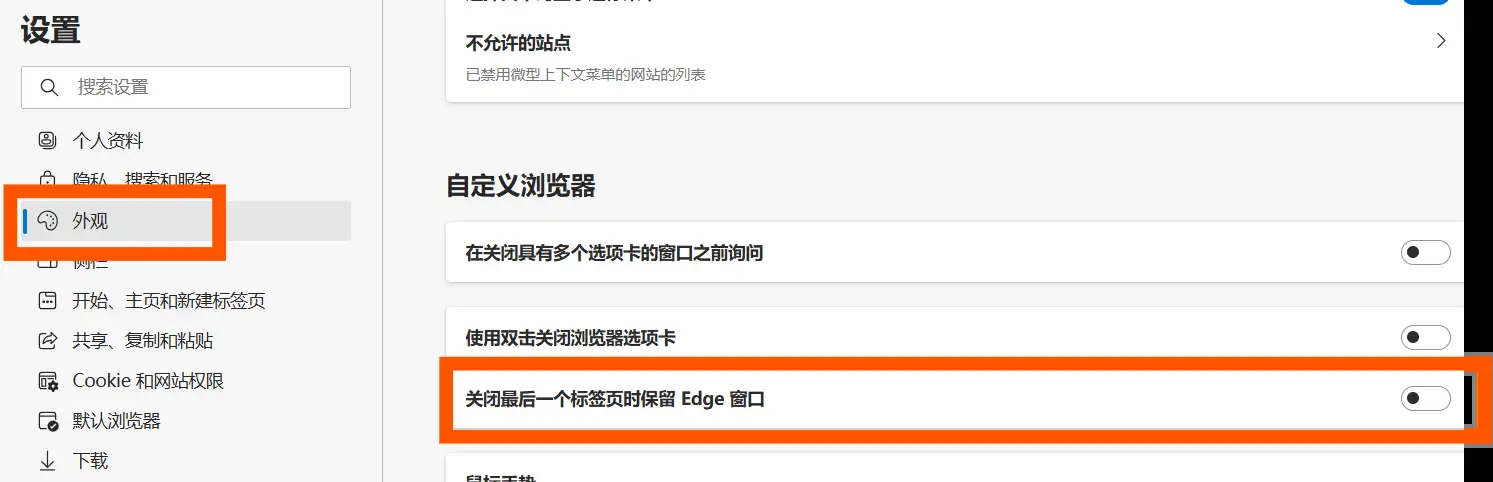 设置
搜索设置
个人资料
隐私、搜索和服务
外观
侧栏
开始、主页和新建标签页
共享、复制和粘贴
Cookie 和网站权限
默认浏览器
下载
不允许的站点
已禁用微型上下文菜单的网站的列表
自定义浏览器
在关闭具有多个选项卡的窗口之前询问
使用双击关闭浏览器选项卡
关闭最后一个标签页时保留 Edge 窗口
鼠标手势